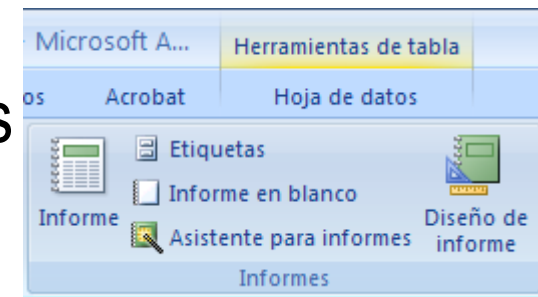 Microsoft A... Herramientas de tabla
os Acrobat Hoja de datos
s
Etiquetas
Informe en blanco
Informe
Asistente para informes
Diseño de
informe
Informes